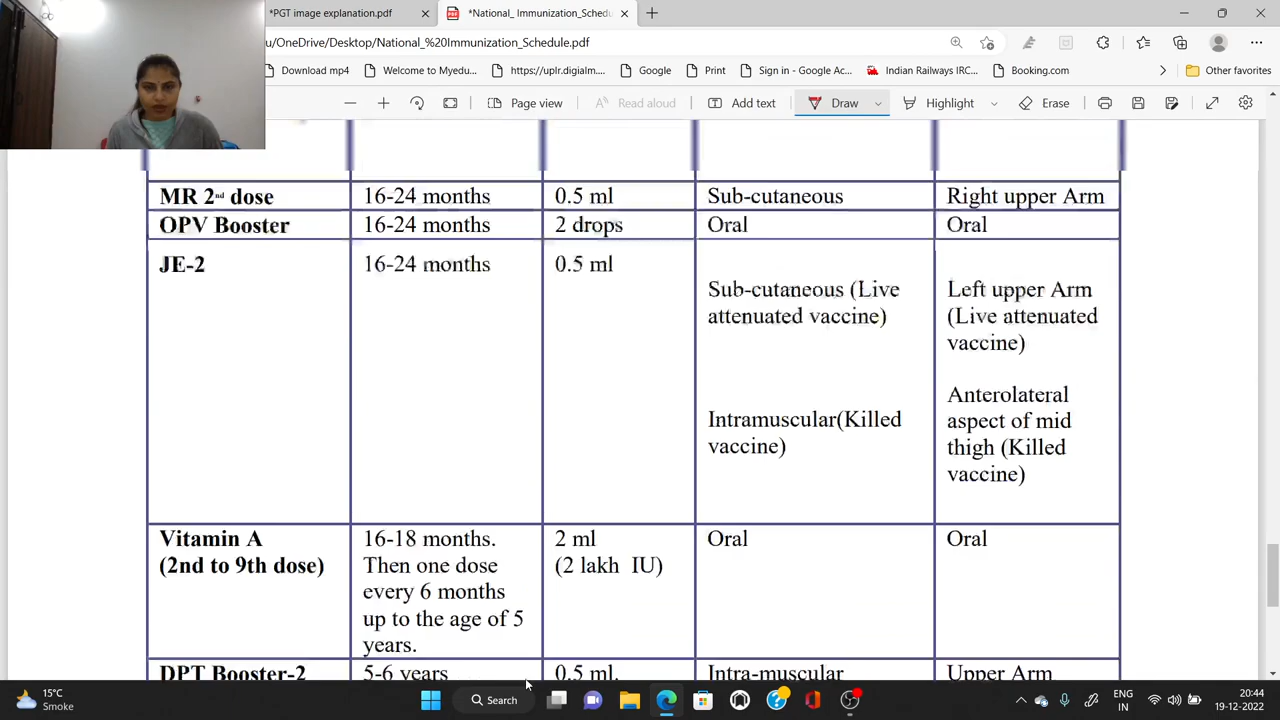 *PGT image explanation.pdf
*National_ Immunization_Schedu
u/OneDrive/Desktop/National_%20Immunization_Schedule.pdf
Download mp4
Welcome to Myedu...
https://uplr.digialm....
Google
Print
Sign in - Google Ac...
Indian Railways IRC...
Booking.com
Other favorites
Page view
Read aloud
Add text
Draw
Highlight
Erase
MR 2nd dose 16-24 months 0.5 ml Sub-cutaneous Right upper Arm
OPV Booster 16-24 months 2 drops Oral Oral
JE-2 16-24 months 0.5 ml
Sub-cutaneous (Live
attenuated vaccine)
Intramuscular(Killed
vaccine)
Left upper Arm
(Live attenuated
vaccine)
Anterolateral
aspect of mid
thigh (Killed
vaccine)
Vitamin A
(2nd to 9th dose)
16-18 months.
Then one dose
every 6 months
up to the age of 5
years.
2 ml
(2 lakh IU)
Oral
Oral
DPT Booster-2 5-6 years 0.5 ml. Intra-muscular Upper Arm
15°C
Smoke
Search
ENG
IN
20:44
19-12-2022